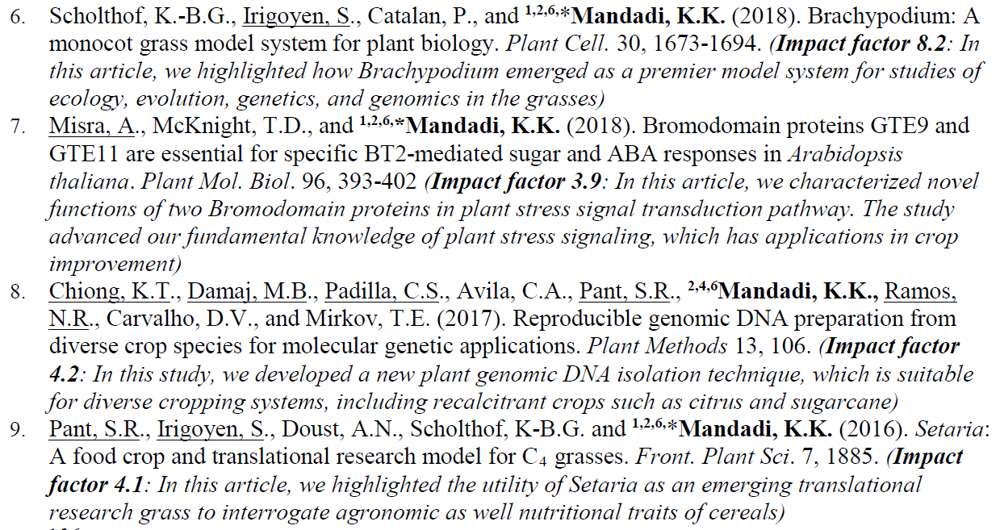 6. Scholthof, K.-B.G., Irigoyen, S., Catalan, P., and 1,2,6,*Mandadi, K.K. (2018). Brachypodium: A
monocot grass model system for plant biology. Plant Cell. 30, 1673-1694. (Impact factor 8.2: In
this article, we highlighted how Brachypodium emerged as a premier model system for studies of
ecology, evolution, genetics, and genomics in the grasses)
7. Misra, A., McKnight, T.D., and 1,2,6,*Mandadi, K.K. (2018). Bromodomain proteins GTE9 and
GTE11 are essential for specific BT2-mediated sugar and ABA responses in Arabidopsis
thaliana. Plant Mol. Biol. 96, 393-402 (Impact factor 3.9: In this article, we characterized novel
functions of two Bromodomain proteins in plant stress signal transduction pathway. The study
advanced our fundamental knowledge of plant stress signaling, which has applications in crop
improvement)
8. Chiong, K.T., Damaj, M.B., Padilla, C.S., Avila, C.A., Pant, S.R., 2,4,6Mandadi, K.K., Ramos,
N.R., Carvalho, D.V., and Mirkov, T.E. (2017). Reproducible genomic DNA preparation from
diverse crop species for molecular genetic applications. Plant Methods 13, 106. (Impact factor
4.2: In this study, we developed a new plant genomic DNA isolation technique, which is suitable
for diverse cropping systems, including recalcitrant crops such as citrus and sugarcane)
9. Pant, S.R., Irigoyen, S., Doust, A.N., Scholthof, K-B.G. and 1,2,6,*Mandadi, K.K. (2016). Setaria:
A food crop and translational research model for C4 grasses. Front. Plant Sci. 7, 1885. (Impact
factor 4.1: In this article, we highlighted the utility of Setaria as an emerging translational
research grass to interrogate agronomic as well nutritional traits of cereals)